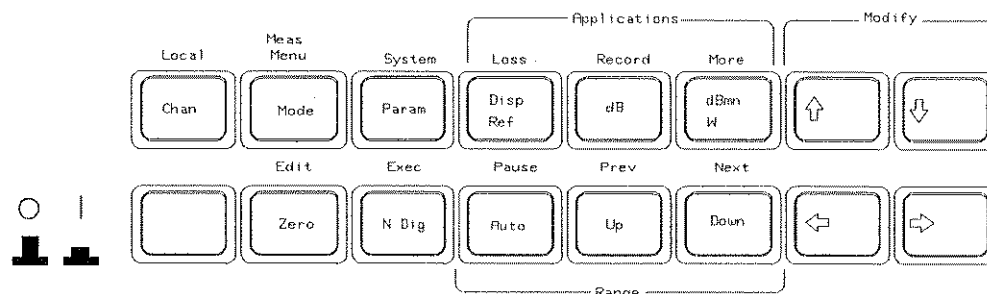 Applications
Modify
Meas
Local Menu System Loss Record More
Chan Mode Param Disp dB dBmn
Ref W
Edit Exec Pause Prev Next
Zero N Dig Auto Up Down
Range